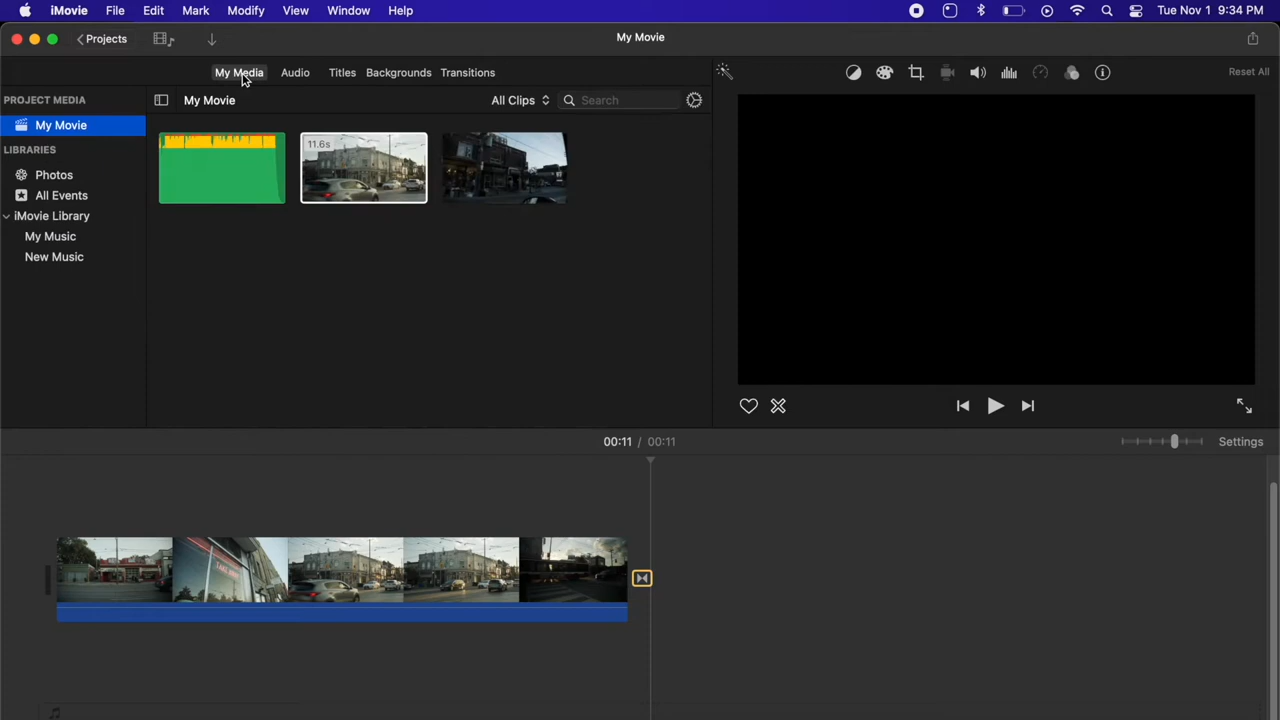 iMovie File Edit Mark Modify View Window Help Tue Nov 1 9:34 PM
Projects My Movie
My Media Audio Titles Backgrounds Transitions Reset All
PROJECT MEDIA My Movie All Clips Search
My Movie
LIBRARIES
11.6s
Photos
All Events
iMovie Library
My Music
New Music
00:11 / 00:11 Settings